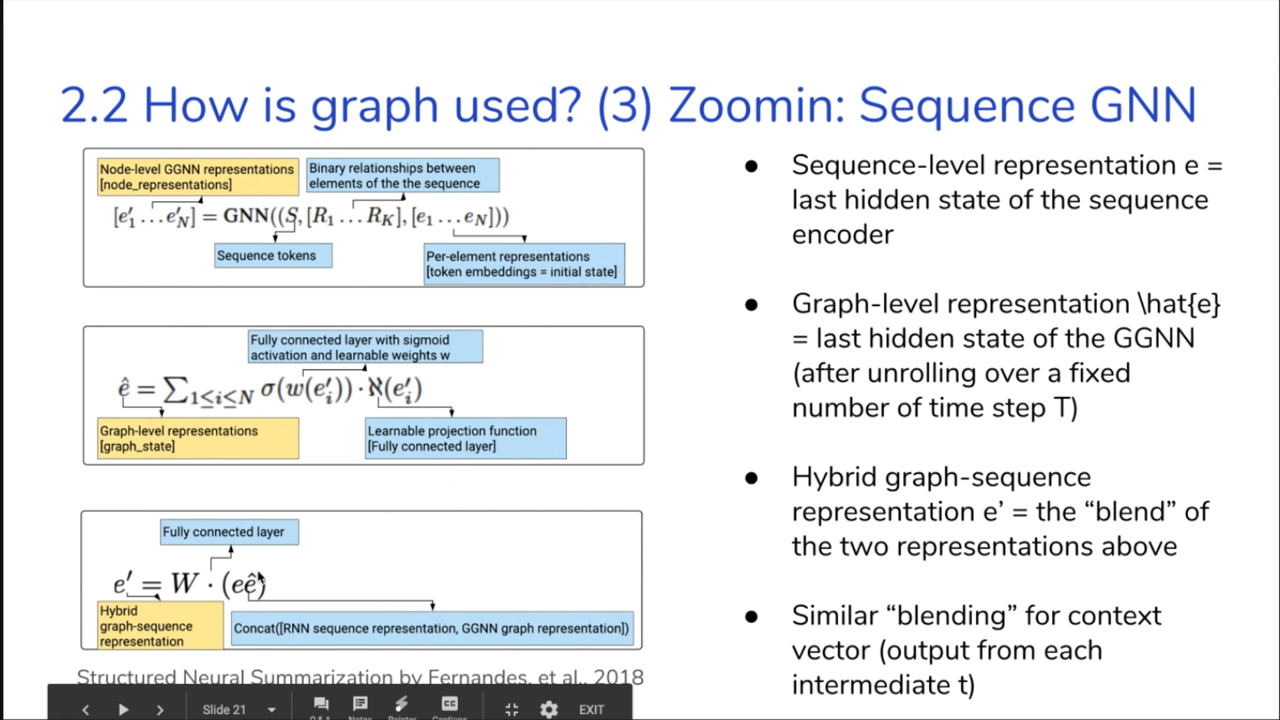 2.2 How is graph used? (3) Zoomin: Sequence GNN
Node-level GGNN representations
[node_representations]
Binary relationships between
elements of the the sequence
[e′₁ …e′_N] = GNN((S, [R₁ … R_K], [e₁ …e_N]))
Sequence tokens
Per-element representations
[token embeddings = initial state]
Fully connected layer with sigmoid
activation and learnable weights w
ê = ∑_{1≤i≤N} σ(w(e′ᵢ)) · ℵ(e′ᵢ)
Graph-level representations
[graph_state]
Learnable projection function
[Fully connected layer]
Fully connected layer
e′ = W · (eê)
Hybrid
graph-sequence
representation
Concat([RNN sequence representation, GGNN graph representation])
Structured Neural Summarization by Fernandes, et al., 2018
● Sequence-level representation e =
last hidden state of the sequence
encoder
● Graph-level representation \hat{e}
= last hidden state of the GGNN
(after unrolling over a fixed
number of time step T)
● Hybrid graph-sequence
representation e’ = the “blend” of
the two representations above
● Similar “blending” for context
vector (output from each
intermediate t)
Slide 21
EXIT